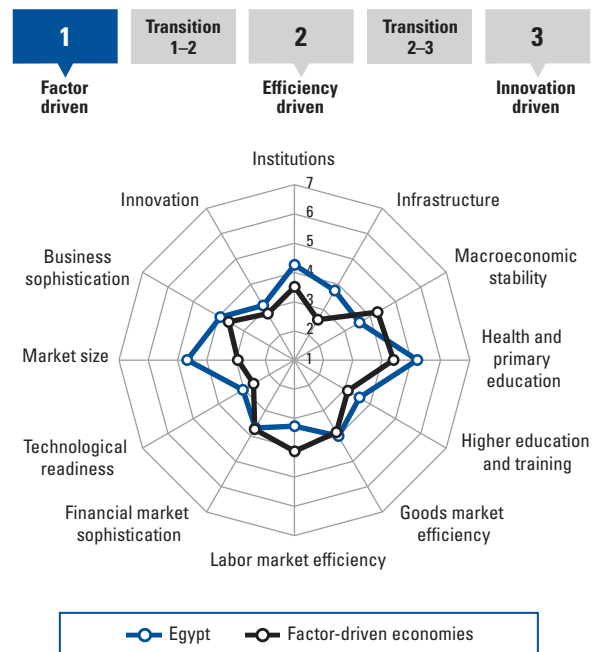 1
Transition
1–2
2
Transition
2–3
3
Factor
driven
Efficiency
driven
Innovation
driven
Institutions
7
Innovation
Infrastructure
6
5
Business
sophistication
Macroeconomic
stability
4
3
Market size
Health and
primary
education
2
1
Technological
readiness
Higher education
and training
Financial market
sophistication
Goods market
efficiency
Labor market efficiency
Egypt
Factor-driven economies